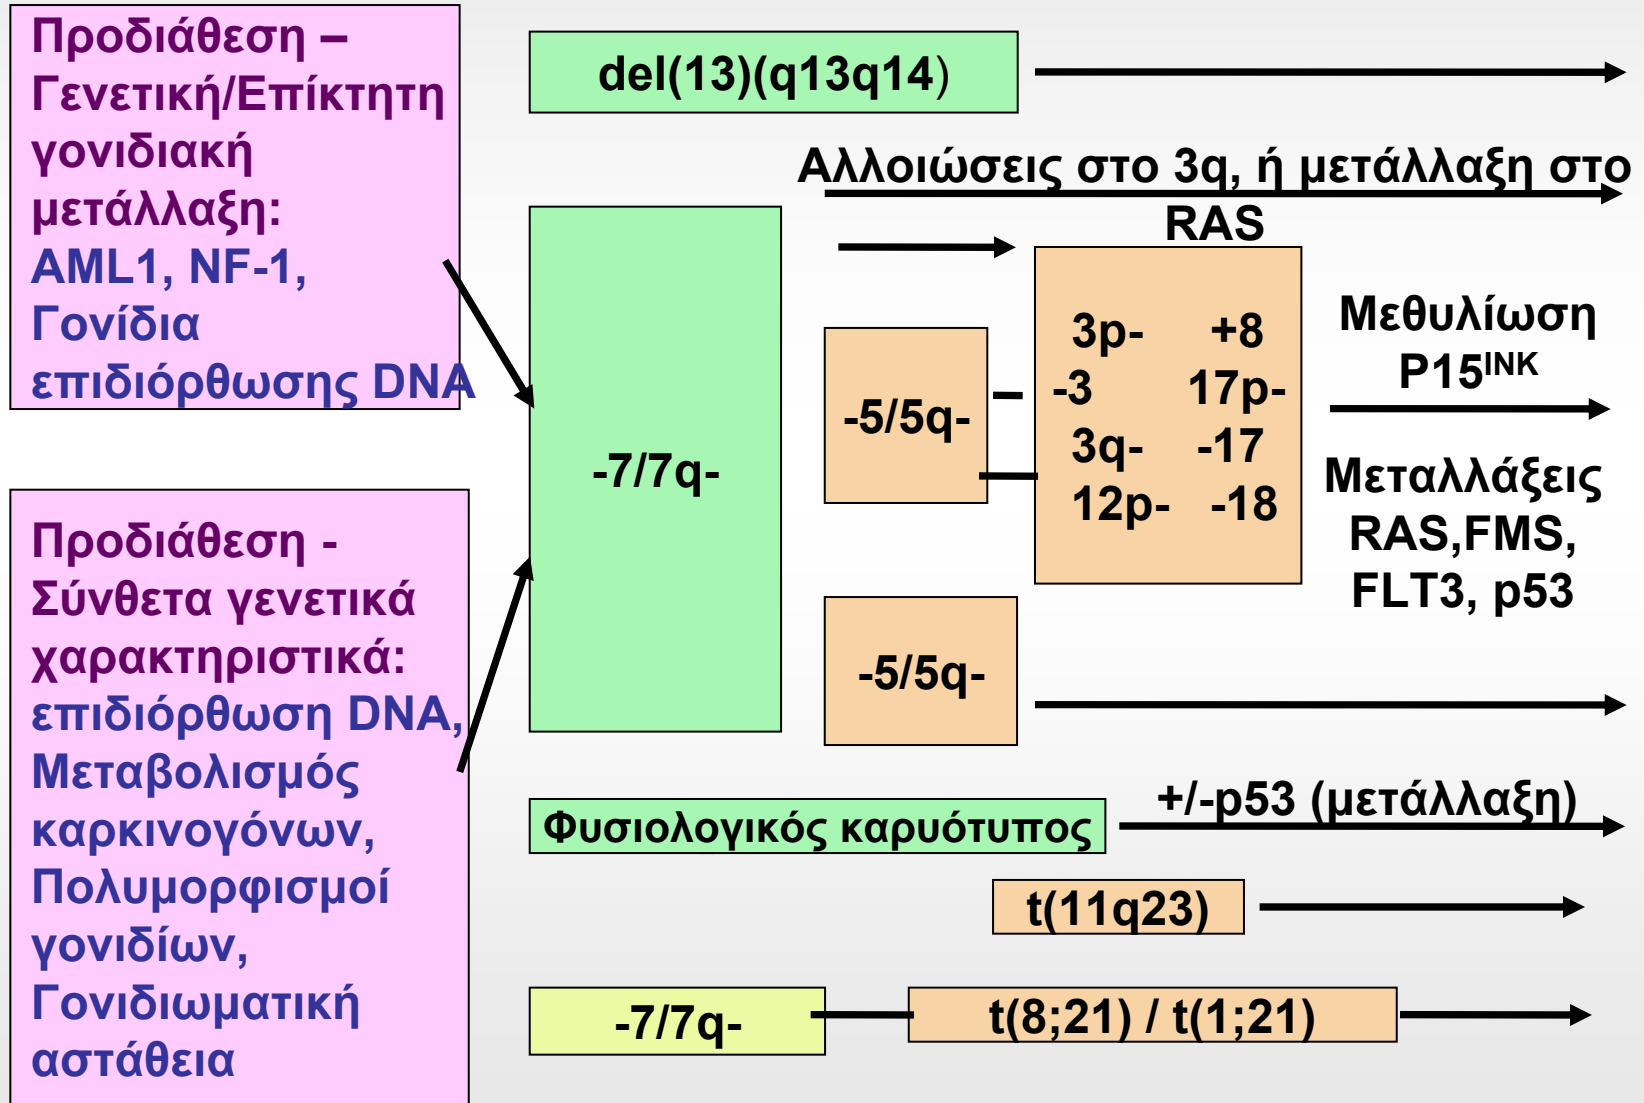 Προδιάθεση –
Γενετική/Επίκτητη
γονιδιακή
μετάλλαξη:
AML1, NF-1,
Γονίδια
επιδιόρθωσης DNA
Προδιάθεση -
Σύνθετα γενετικά
χαρακτηριστικά:
επιδιόρθωση DNA,
Μεταβολισμός
καρκινογόνων,
Πολυμορφισμοί
γονιδίων,
Γονιδιωματική
αστάθεια
del(13)(q13q14)
Αλλοιώσεις στο 3q, ή μετάλλαξη στο
RAS
-7/7q-
-5/5q-
3p- +8
-3 17p-
3q- -17
12p- -18
Μεθυλίωση
P15INK
Μεταλλάξεις
RAS,FMS,
FLT3, p53
-5/5q-
Φυσιολογικός καρυότυπος
+/-p53 (μετάλλαξη)
t(11q23)
-7/7q-
t(8;21) / t(1;21)